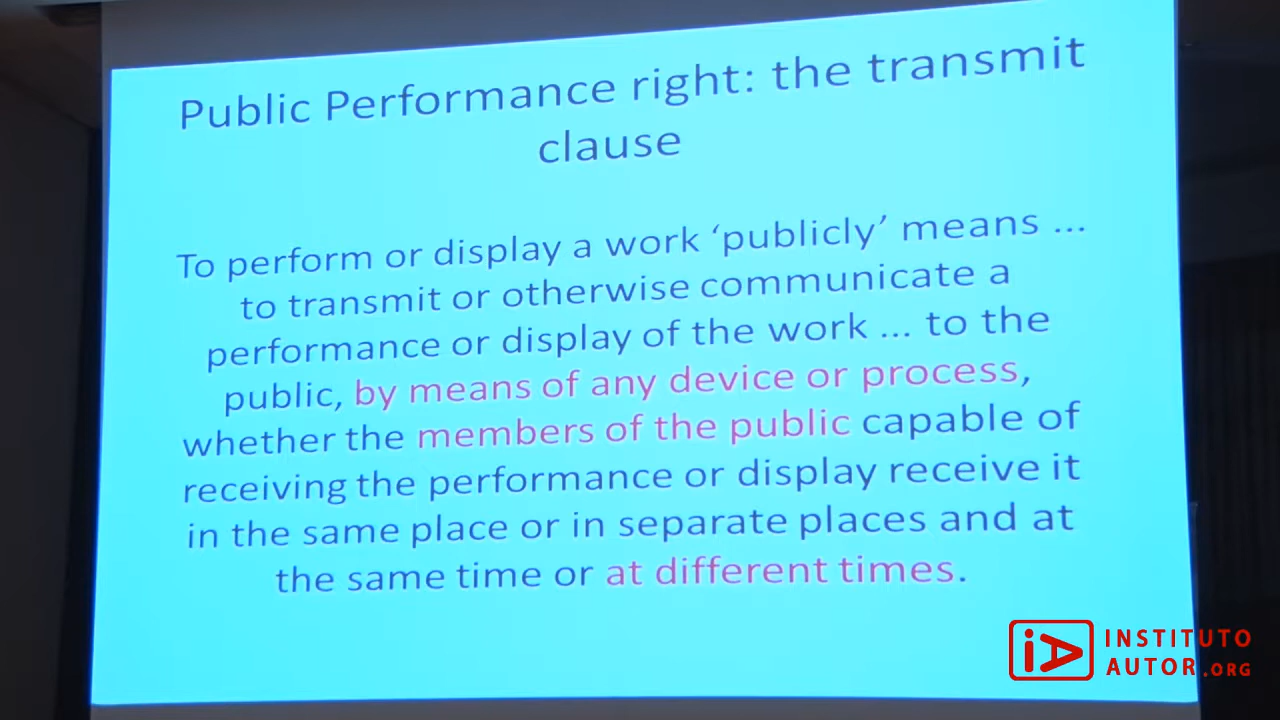 Public Performance right: the transmit
clause
To perform or display a work ‘publicly’ means ...
to transmit or otherwise communicate a
performance or display of the work ... to the
public, by means of any device or process,
whether the members of the public capable of
receiving the performance or display receive it
in the same place or in separate places and at
the same time or at different times.
iA
INSTITUTO
AUTOR.ORG